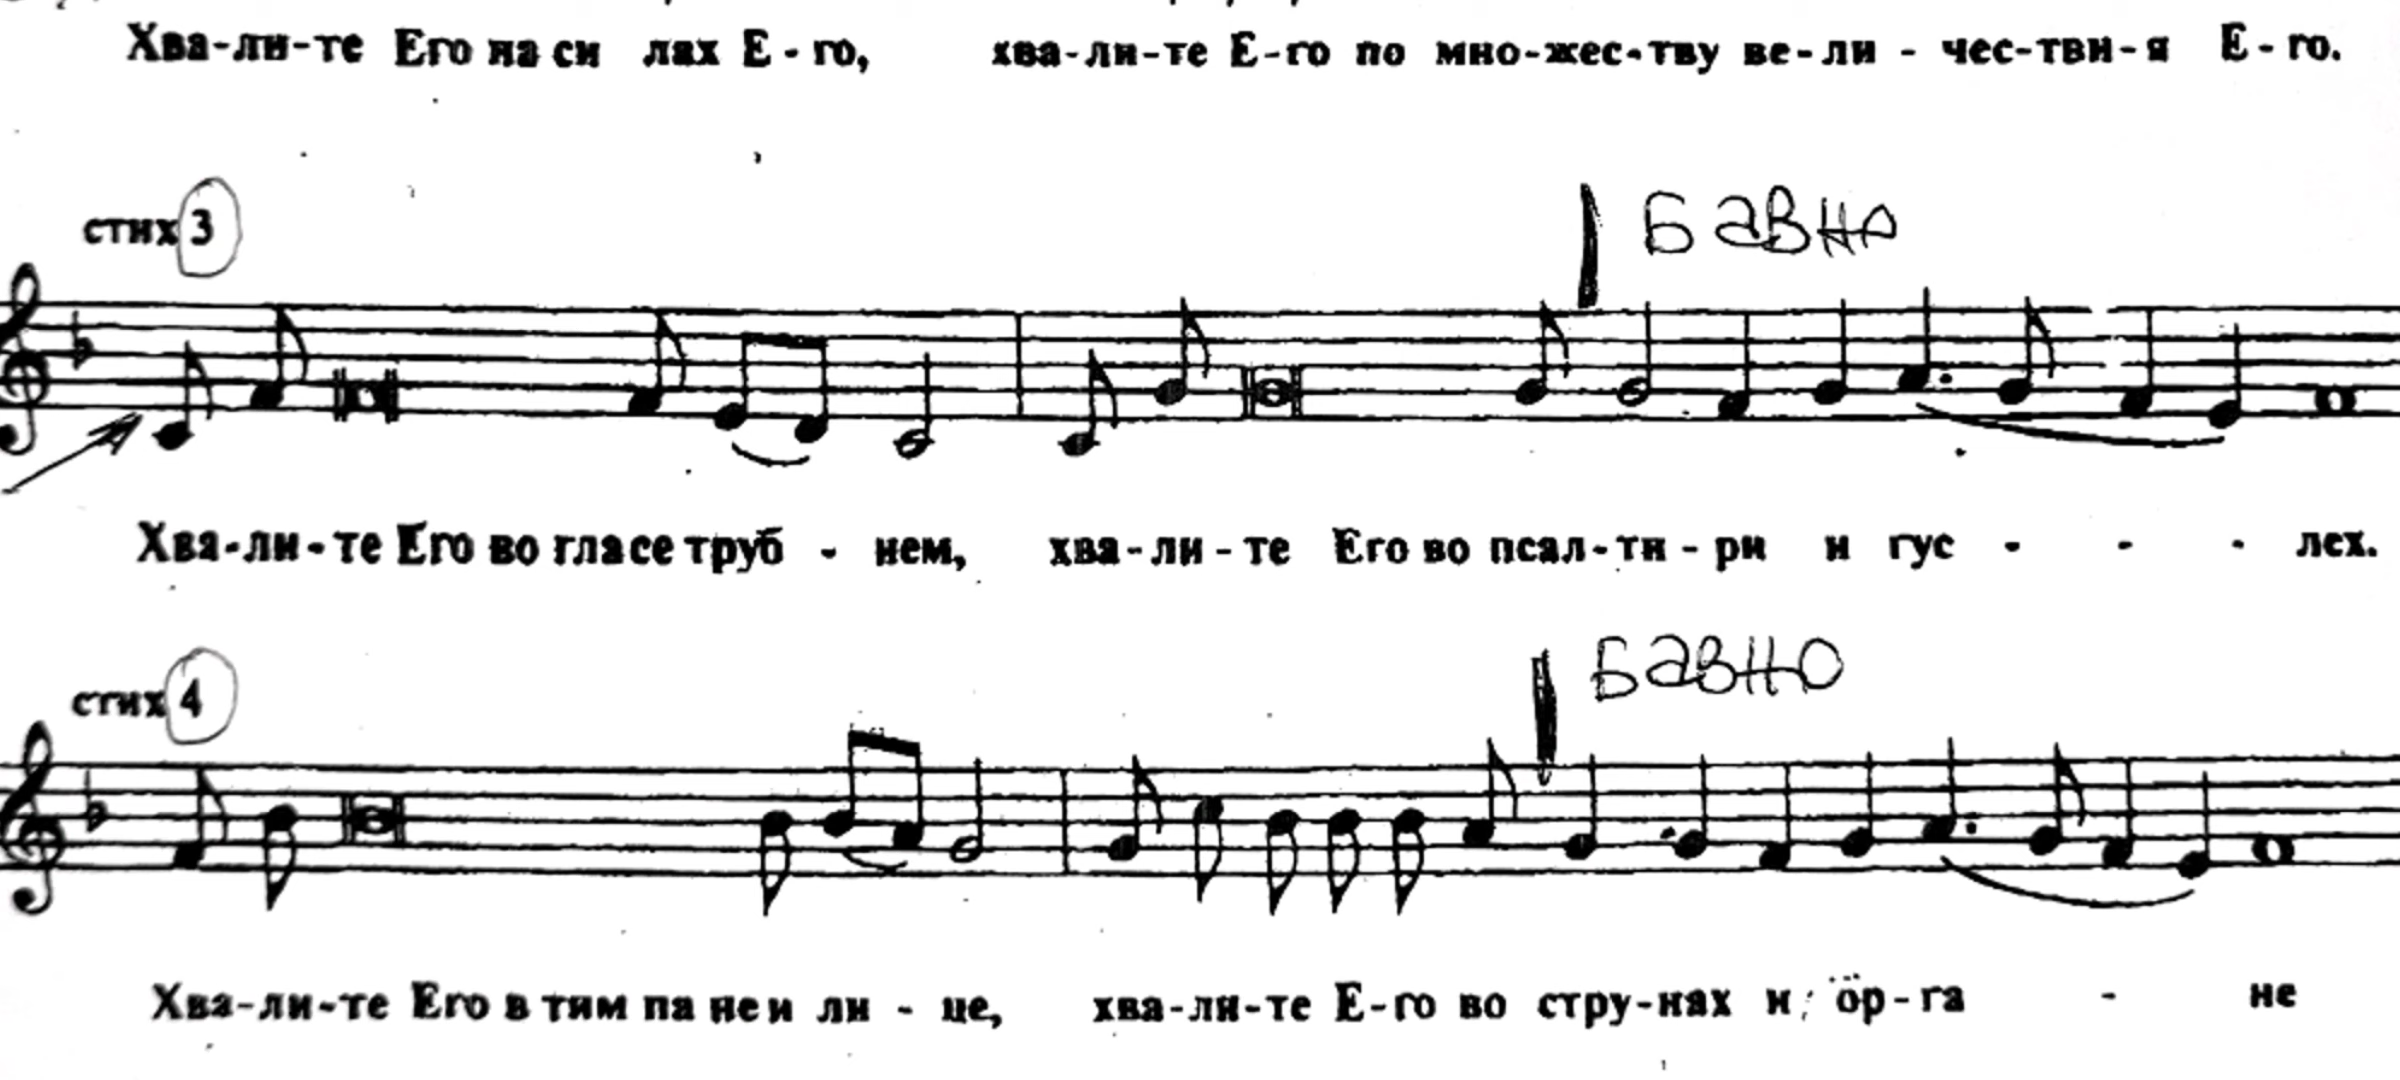 Хва-ли-те Его на си лах Е - го, хва-ли-те Е-го по мно-жес-тву ве-ли - чес-тви-я Е-го.
стих 3
Бавно
Хва-ли-те Его во гласе труб - нем, хва-ли-те Его во псал-ти-ри и гус - - - лех.
стих 4
Бавно
Хва-ли-те Его в тим па не и ли - це, хва-ли-те Е-го во стру-нах и ор-га - не